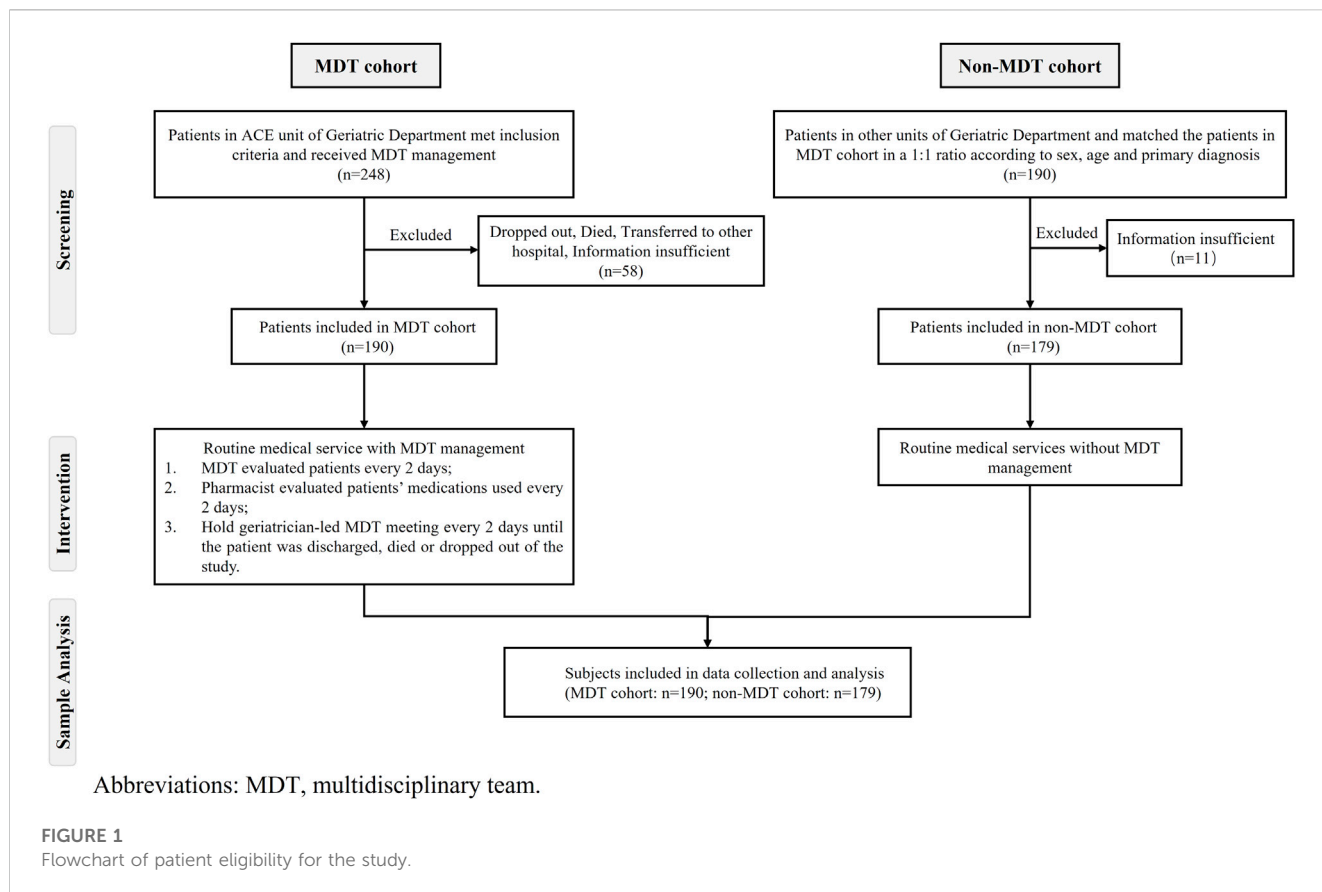 MDT cohort
Non-MDT cohort
Screening
Patients in ACE unit of Geriatric Department met inclusion
criteria and received MDT management
(n=248)
Patients in other units of Geriatric Department and matched the patients in
MDT cohort in a 1:1 ratio according to sex, age and primary diagnosis
(n=190)
Excluded
Dropped out, Died, Transferred to other
hospital, Information insufficient
(n=58)
Excluded
Information insufficient
(n=11)
Patients included in MDT cohort
(n=190)
Patients included in non-MDT cohort
(n=179)
Intervention
Routine medical service with MDT management
1. MDT evaluated patients every 2 days;
2. Pharmacist evaluated patients' medications used every
2 days;
3. Hold geriatrician-led MDT meeting every 2 days until
the patient was discharged, died or dropped out of the
study.
Routine medical services without MDT
management
Sample Analysis
Subjects included in data collection and analysis
(MDT cohort: n=190; non-MDT cohort: n=179)
Abbreviations: MDT, multidisciplinary team.
FIGURE 1
Flowchart of patient eligibility for the study.